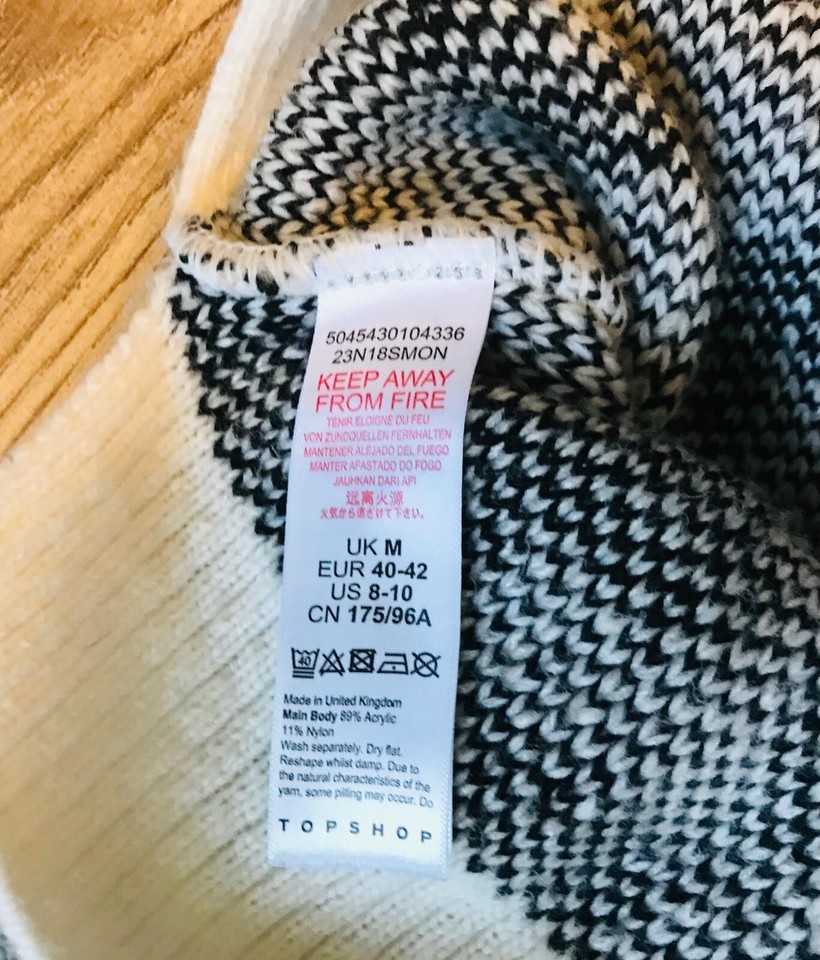 5045430104336
23N18SMON
KEEP AWAY
FROM FIRE
TENIR ELOIGNE DU FEU
VON ZUNDQUELLEN FERNHALTEN
MANTENER ALEJADO DEL FUEGO
MANTER AFASTADO DO FOGO
JAUHKAN DARI API
远离火源
火気から遠ざけて下さい。
UK M
EUR 40-42
US 8-10
CN 175/96A
40
Made in United Kingdom
Main Body 89% Acrylic
11% Nylon
Wash separately. Dry flat.
Reshape whilst damp. Due to
the natural characteristics of the
yarn, some pilling may occur. Do
TOPSHOP